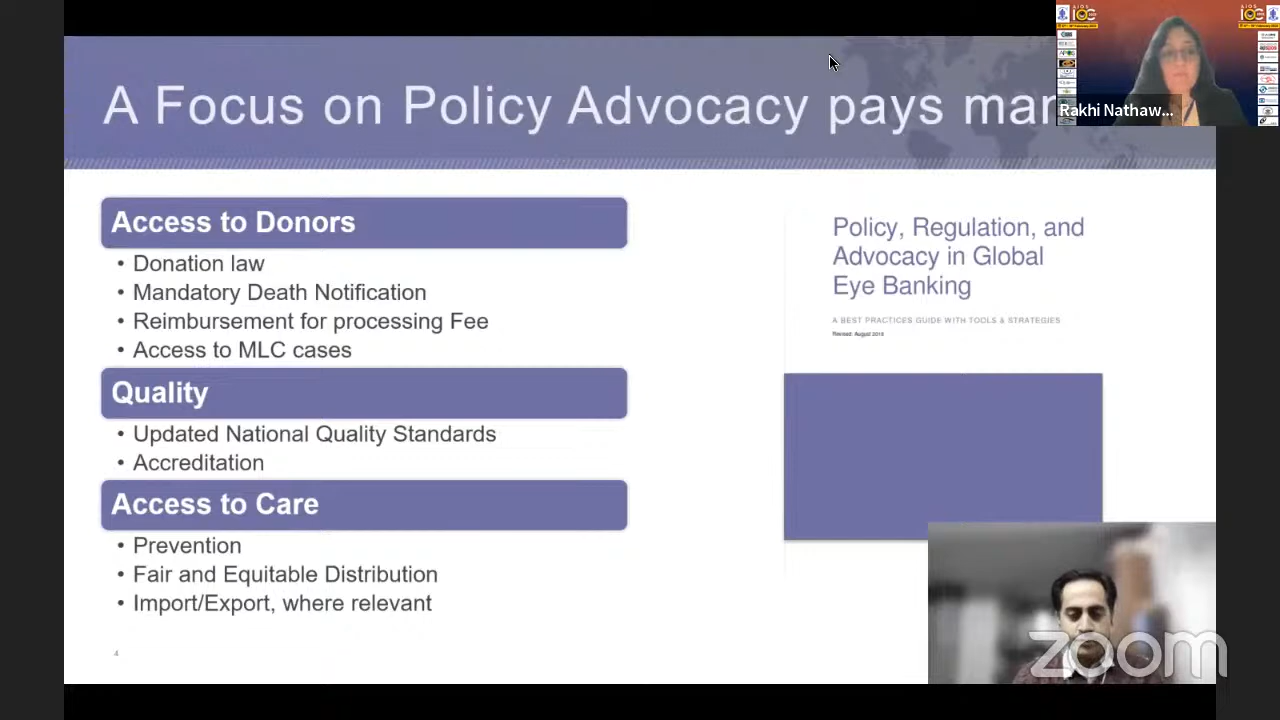 A Focus on Policy Advocacy pays mar
Rakhi Nathaw...
Access to Donors
• Donation law
• Mandatory Death Notification
• Reimbursement for processing Fee
• Access to MLC cases
Quality
• Updated National Quality Standards
• Accreditation
Access to Care
• Prevention
• Fair and Equitable Distribution
• Import/Export, where relevant
4
Policy, Regulation, and
Advocacy in Global
Eye Banking
A BEST PRACTICES GUIDE WITH TOOLS & STRATEGIES
zoom